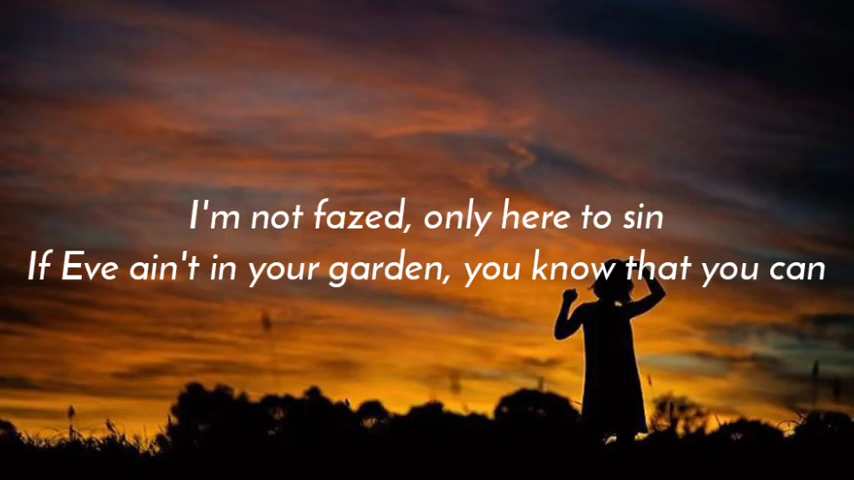 I'm not fazed, only here to sin
If Eve ain't in your garden, you know that you can